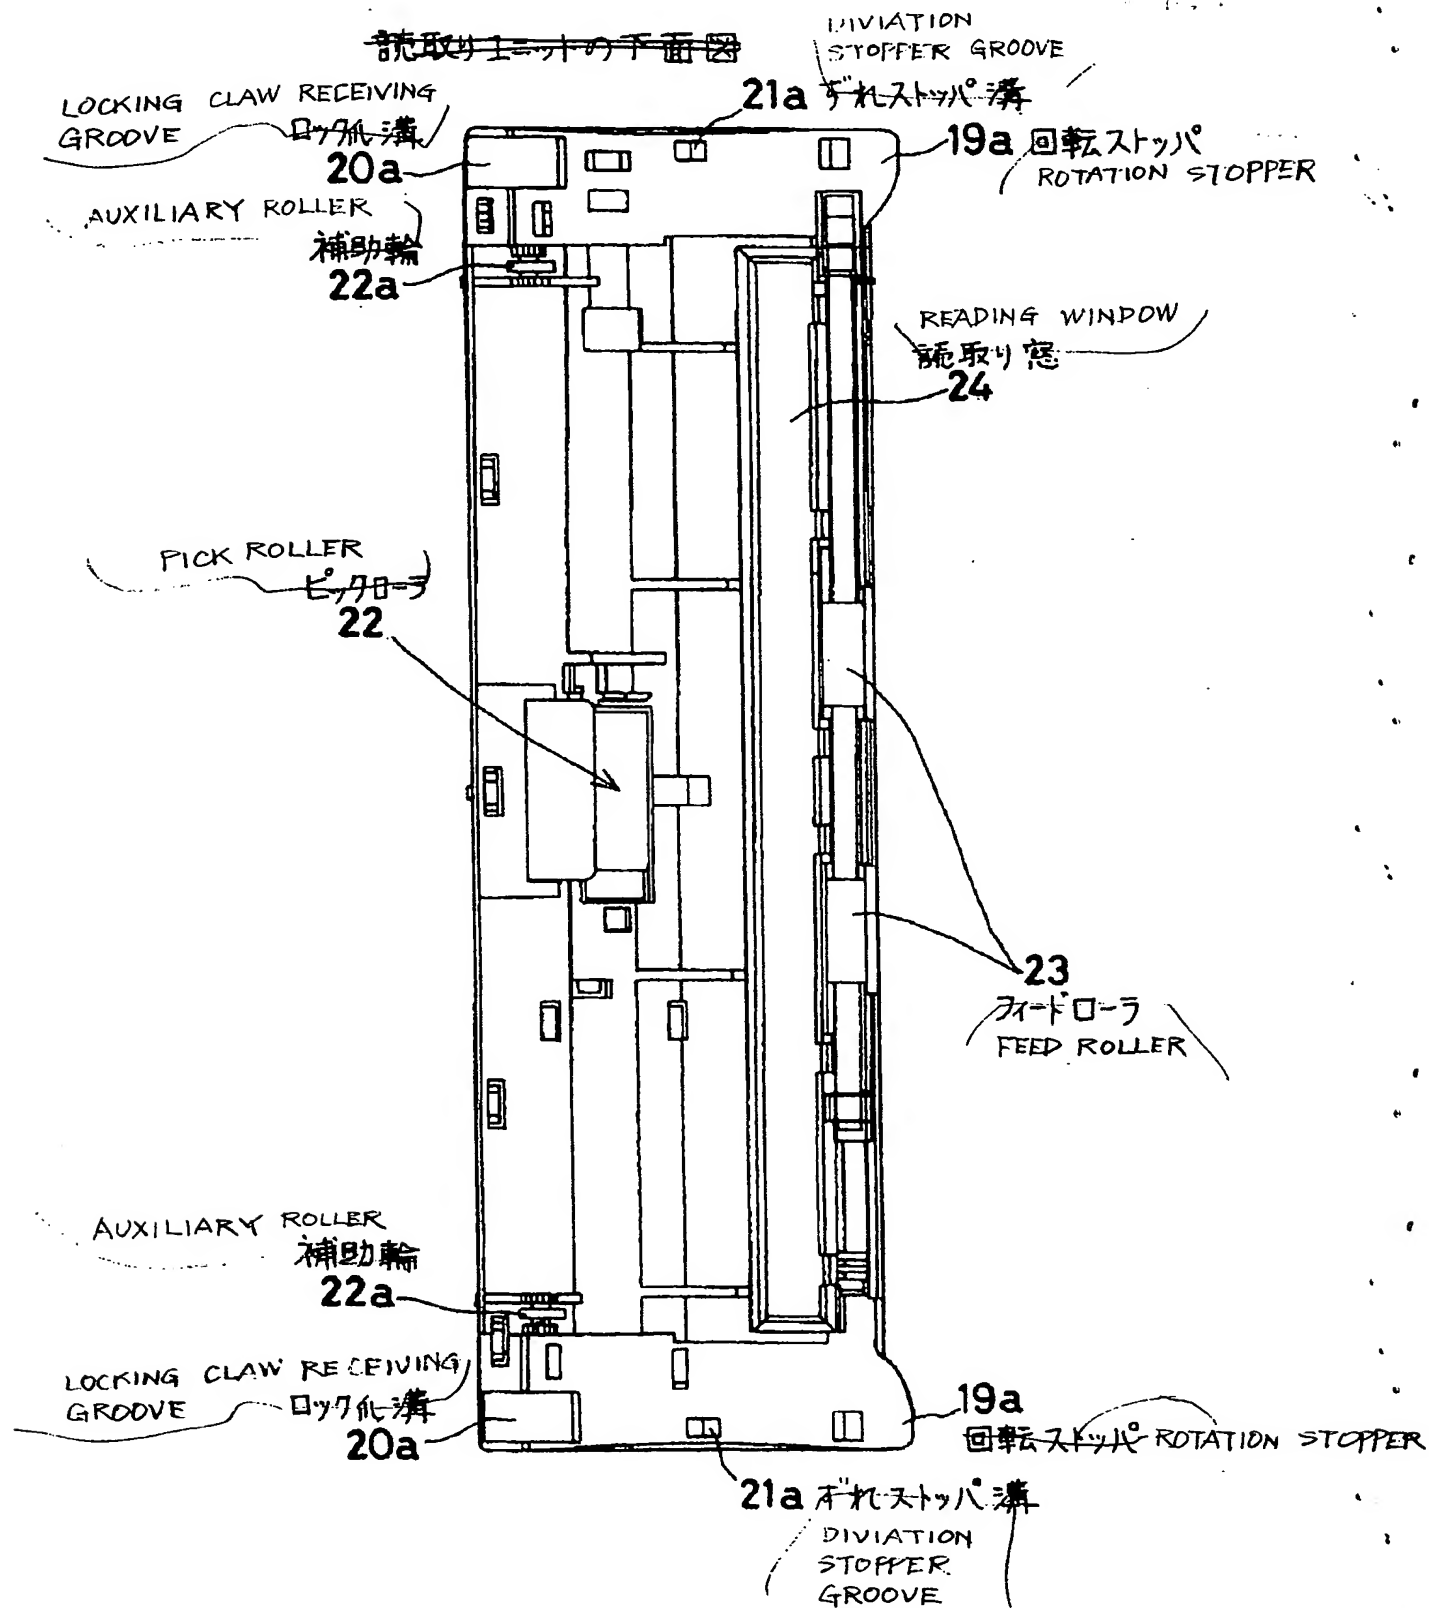 読取りユニットの下面図
DIVIATION
STOPPER GROOVE
21a ずれストッパ溝
LOCKING CLAW RECEIVING
GROOVE ロック爪溝
20a
19a 回転ストッパ
ROTATION STOPPER
AUXILIARY ROLLER
補助輪
22a
READING WINDOW
読取り窓
24
PICK ROLLER
ピックローラ
22
23
フィードローラ
FEED ROLLER
AUXILIARY ROLLER
補助輪
22a
LOCKING CLAW RECEIVING
GROOVE ロック爪溝
20a
19a
回転ストッパ ROTATION STOPPER
21a ずれストッパ溝
DIVIATION
STOPPER
GROOVE